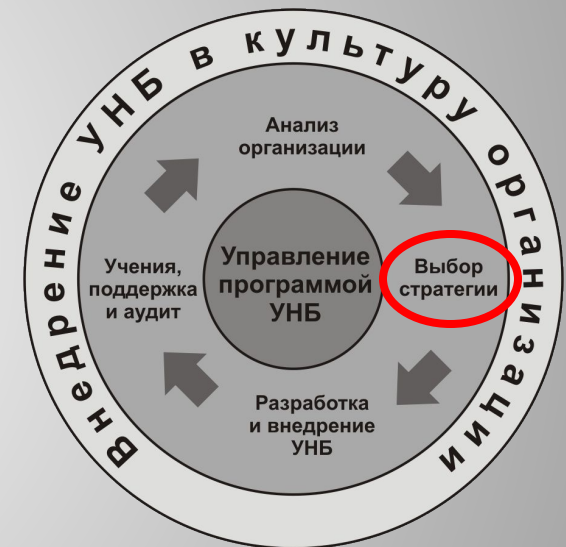 Внедрение УНБ в культуру организации
Анализ
организации
Выбор
стратегии
Разработка
и внедрение
УНБ
Учения,
поддержка
и аудит
Управление
программой
УНБ